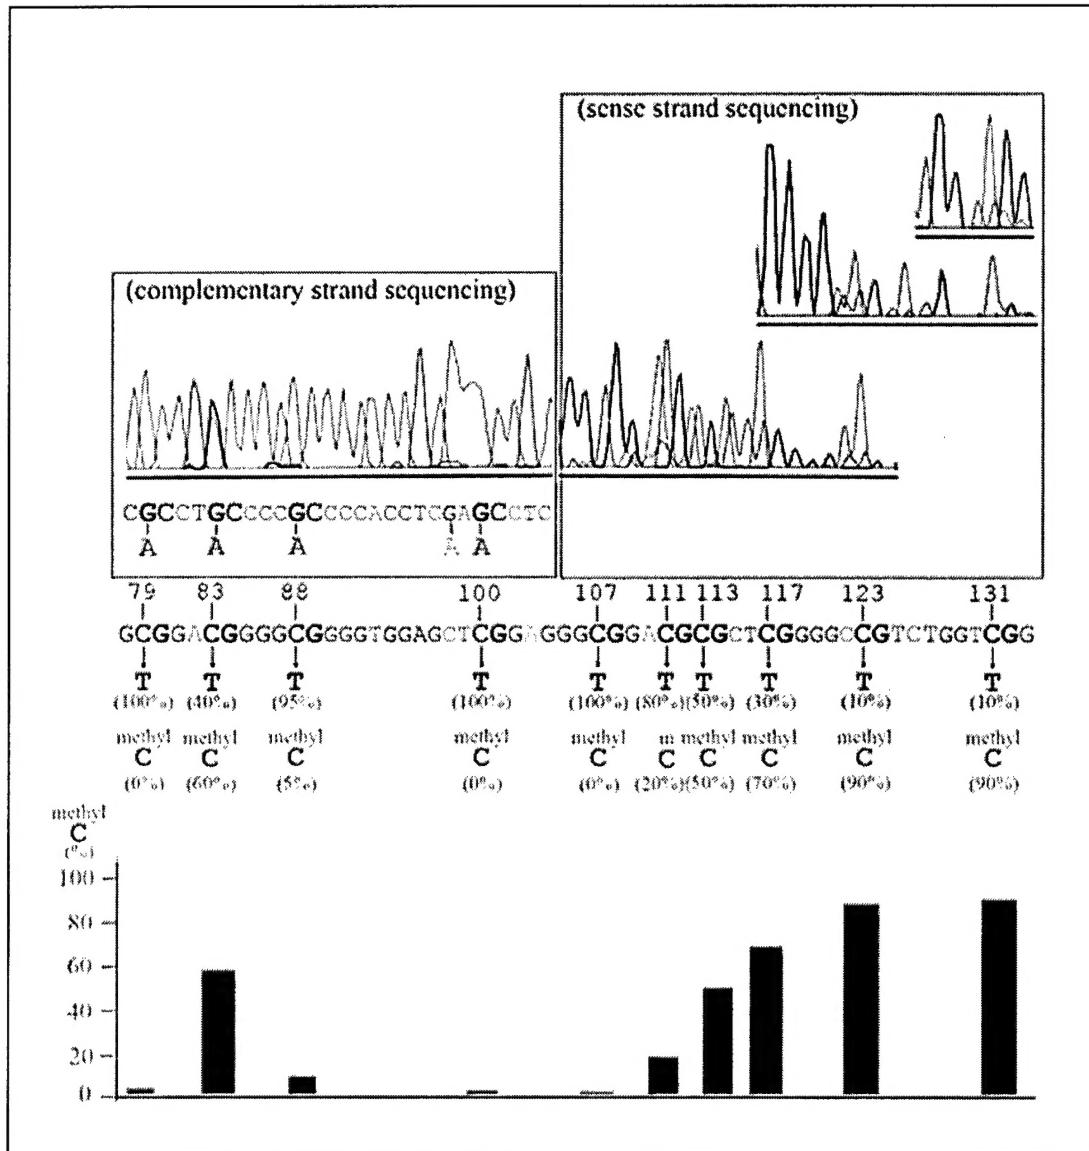 (sense strand sequencing)
(complementary strand sequencing)
CGCCTGCCCCGCCCCACCTCGAGCCTC
A A A A A
79 83 88 100 107 111 113 117 123 131
GCGGACGGGGCGGGGTGGAGCTCGGAGGGCGGACGCGCTCGGGGCCGTCTGGTCGG
T T T T T T T T T T
(100%) (40%) (95%) (100%) (100%) (80%) (50%) (30%) (10%) (10%)
methyl methyl methyl methyl methyl m methyl methyl methyl methyl
C C C C C C C C C C
(0%) (60%) (5%) (0%) (0%) (20%) (50%) (70%) (90%) (90%)
methyl
C
(%)
100
80
60
40
20
0